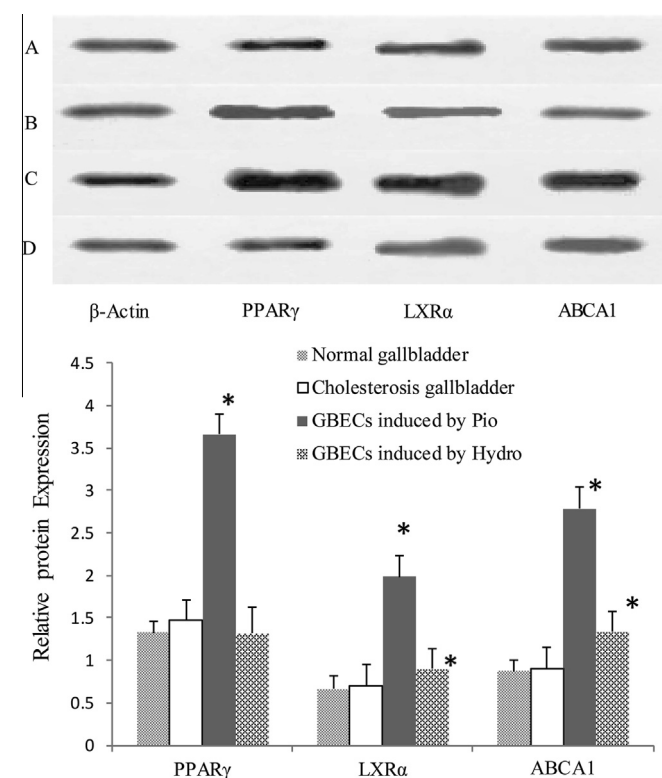 A
B
C
D
β-Actin PPARγ LXRα ABCA1
Normal gallbladder
Cholesterosis gallbladder
GBECs induced by Pio
GBECs induced by Hydro
Relative protein Expression
4.5
4
3.5
3
2.5
2
1.5
1
0.5
0
*
*
*
*
*
PPARγ LXRα ABCA1